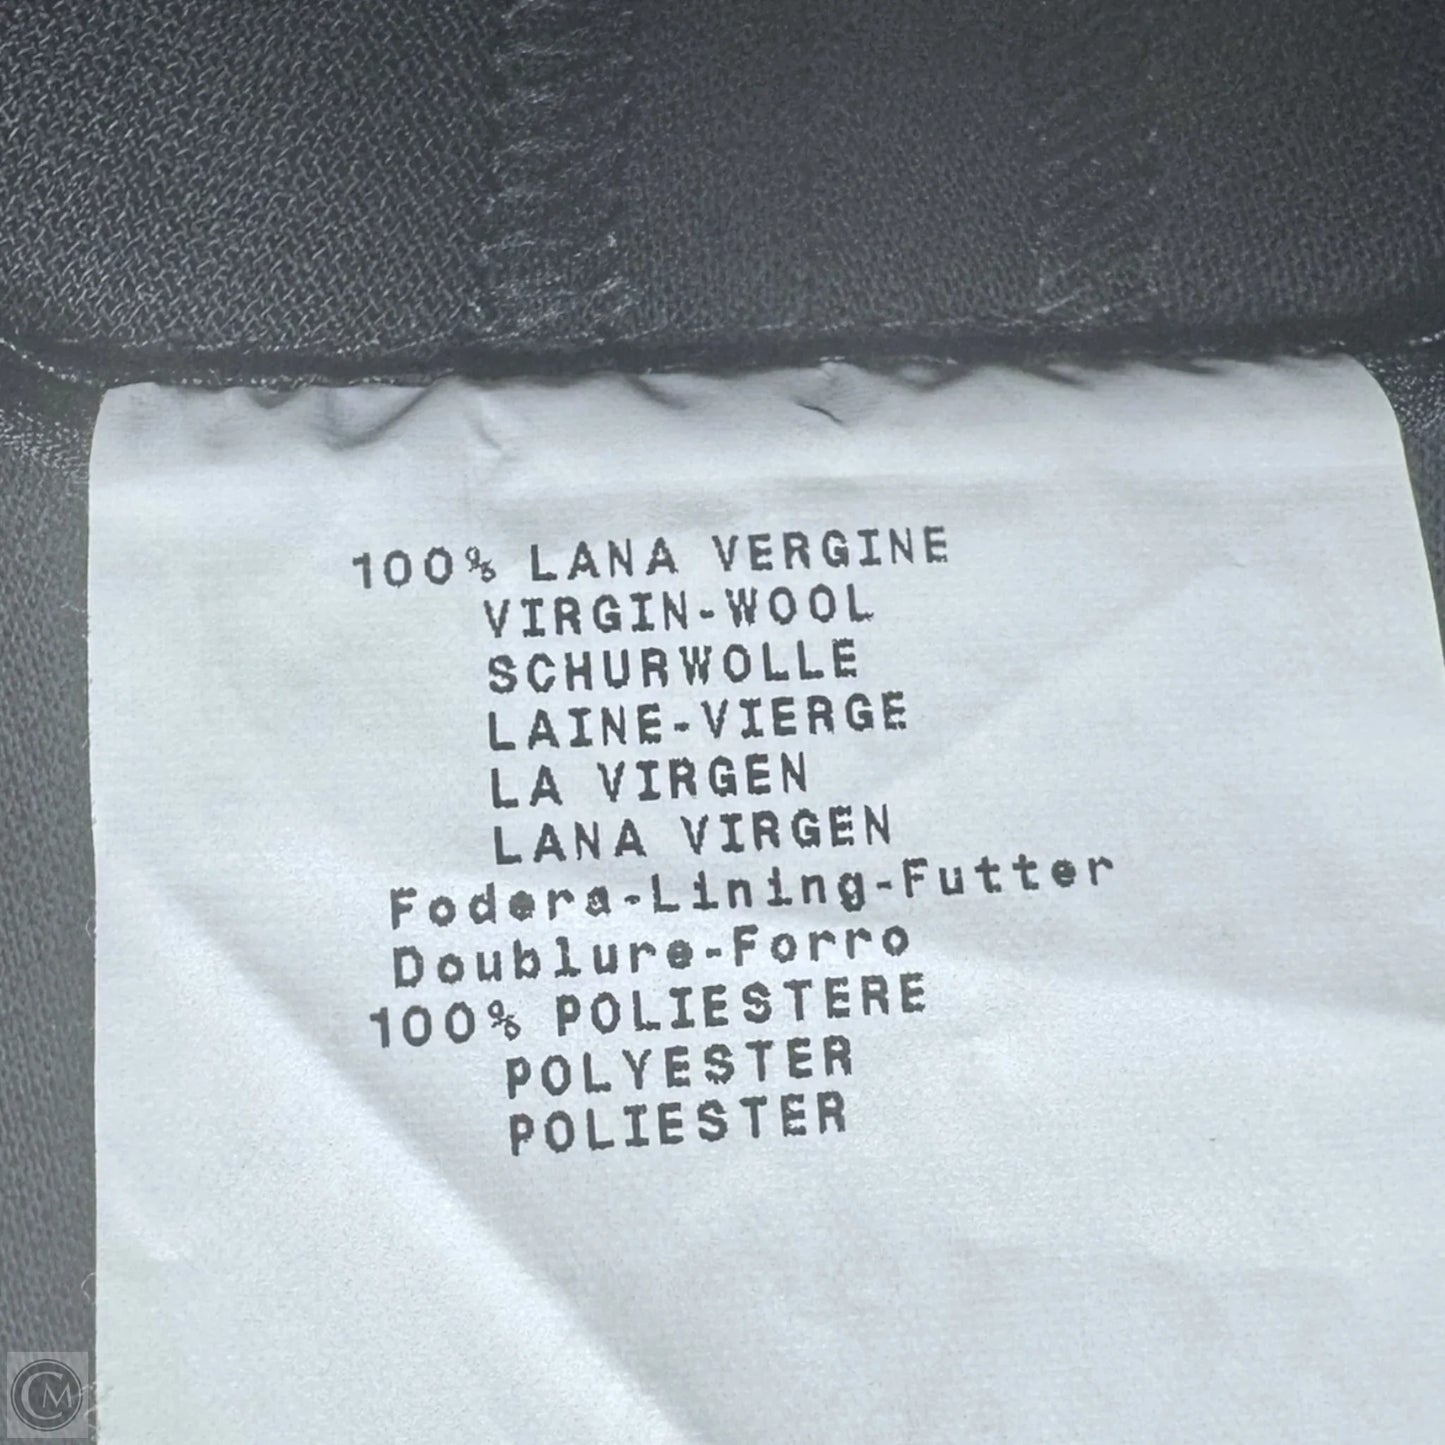 100% LANA VERGINE
VIRGIN-WOOL
SCHURWOLLE
LAINE-VIERGE
LA VIRGEN
LANA VIRGEN
Fodera-Lining-Futter
Doublure-Forro
100% POLIESTERE
POLYESTER
POLIESTER
CM